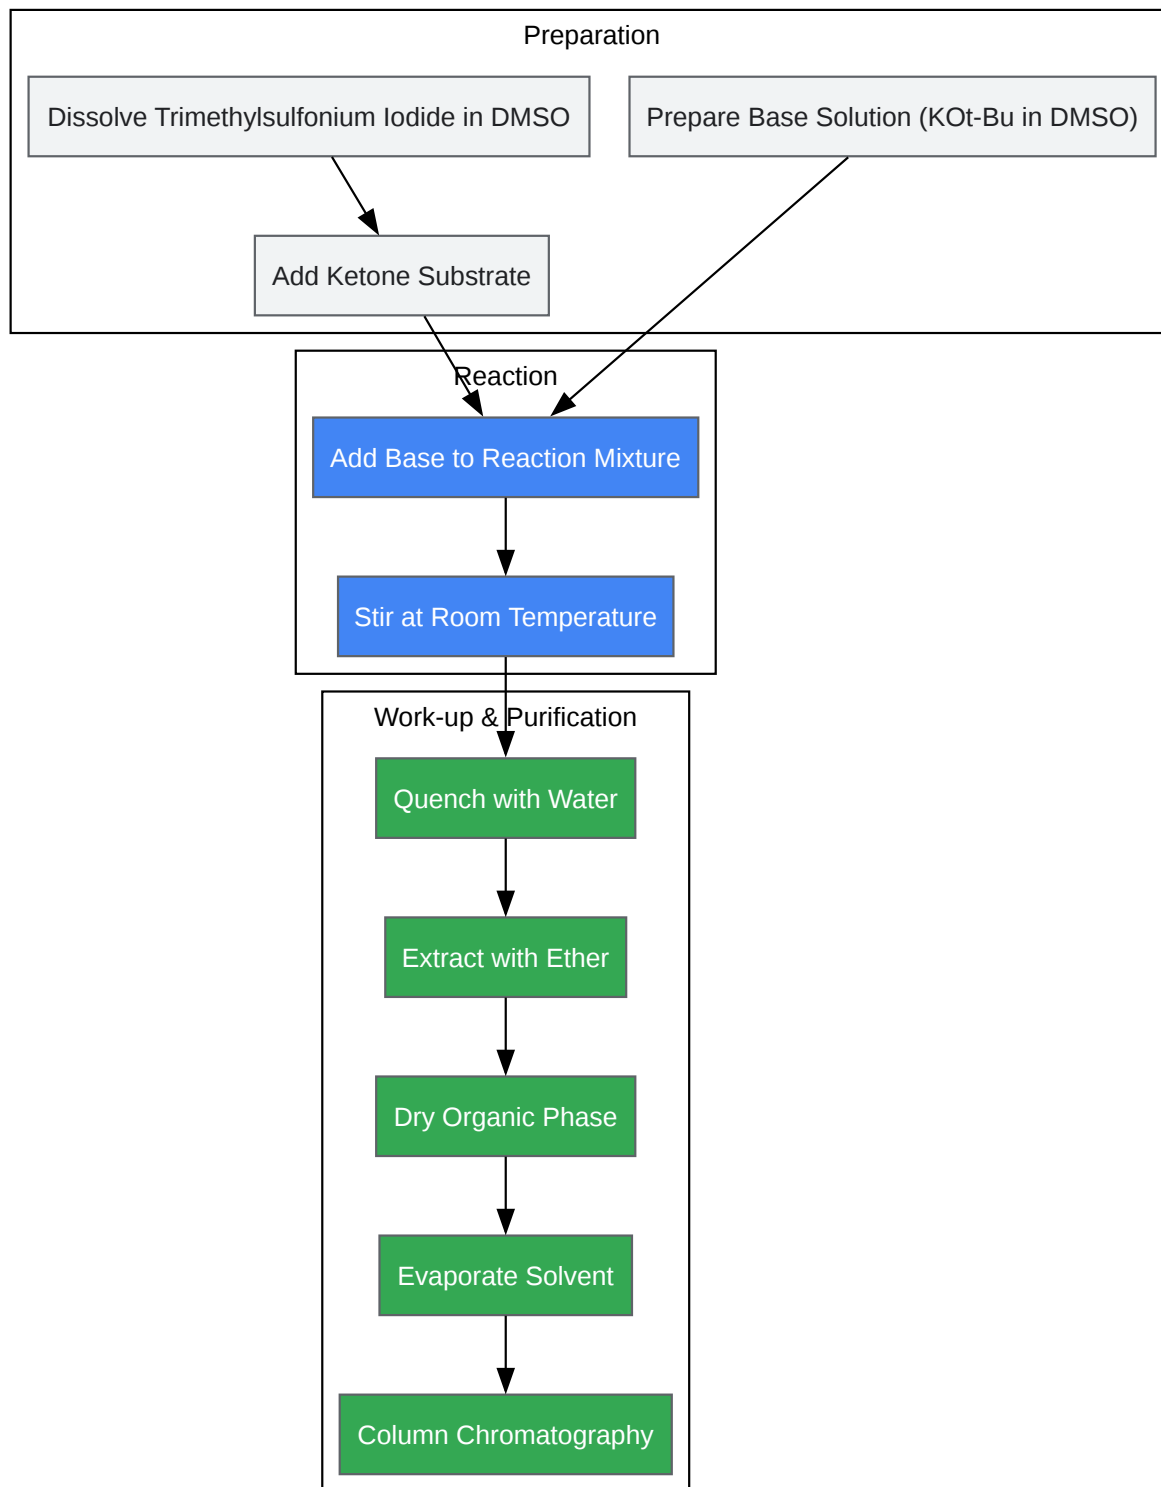 Preparation
Dissolve Trimethylsulfonium Iodide in DMSO
Prepare Base Solution (KOt-Bu in DMSO)
Add Ketone Substrate
Reaction
Add Base to Reaction Mixture
Stir at Room Temperature
Work-up & Purification
Quench with Water
Extract with Ether
Dry Organic Phase
Evaporate Solvent
Column Chromatography